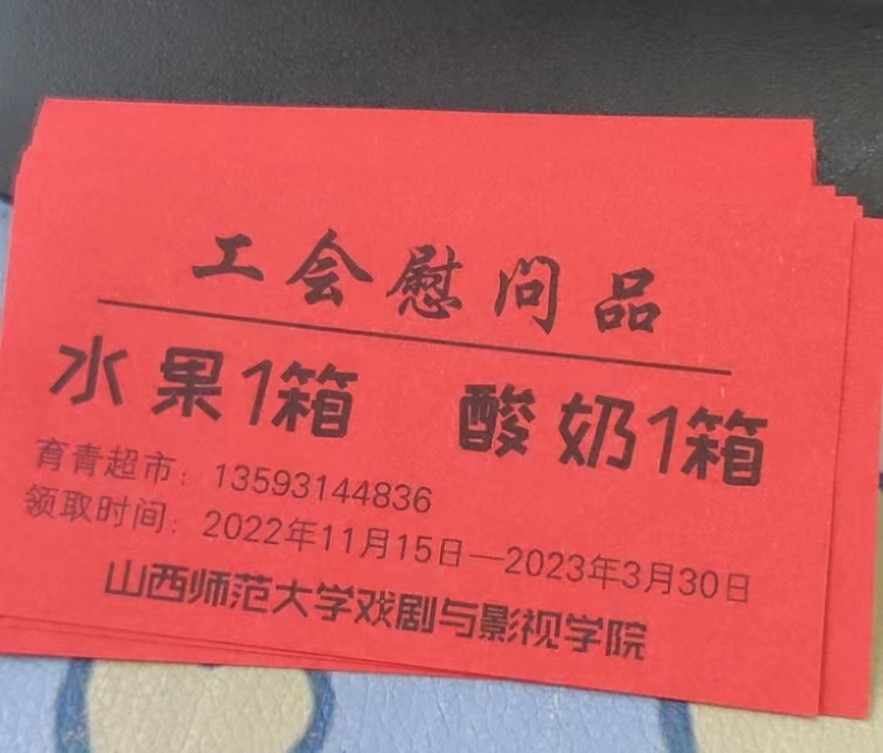 工会慰问品
水果1箱 酸奶1箱
育青超市：13593144836
领取时间：2022年11月15日—2023年3月30日
山西师范大学戏剧与影视学院